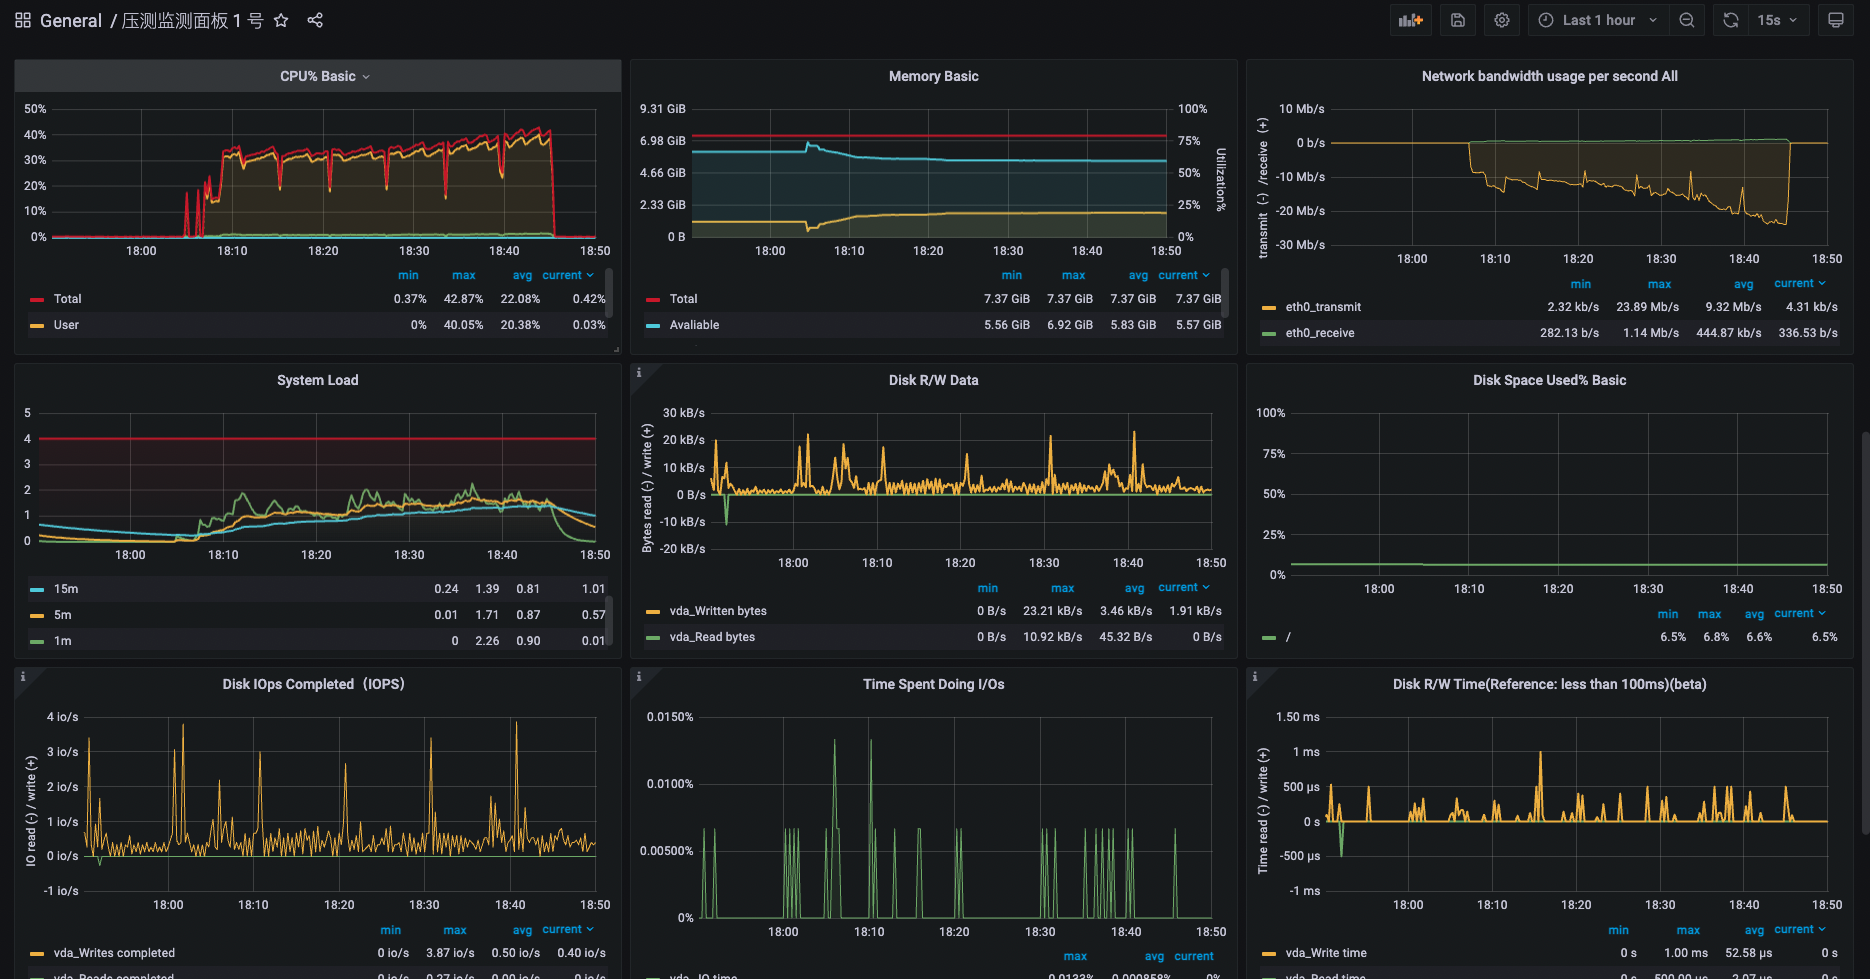 General / 压测监测面板 1 号
Last 1 hour
15s
CPU% Basic
50%
40%
30%
20%
10%
0%
18:00 18:10 18:20 18:30 18:40 18:50
min max avg current
Total 0.37% 42.87% 22.08% 0.42%
User 0% 40.05% 20.38% 0.03%
Memory Basic
9.31 GiB 100%
6.98 GiB 75%
4.66 GiB 50%
2.33 GiB 25%
0 B 0%
Utilization%
18:00 18:10 18:20 18:30 18:40 18:50
min max avg current
Total 7.37 GiB 7.37 GiB 7.37 GiB 7.37 GiB
Avaliable 5.56 GiB 6.92 GiB 5.83 GiB 5.57 GiB
Network bandwidth usage per second All
transmit (-) /receive (+)
10 Mb/s
0 b/s
-10 Mb/s
-20 Mb/s
-30 Mb/s
18:00 18:10 18:20 18:30 18:40 18:50
min max avg current
eth0_transmit 2.32 kb/s 23.89 Mb/s 9.32 Mb/s 4.31 kb/s
eth0_receive 282.13 b/s 1.14 Mb/s 444.87 kb/s 336.53 b/s
System Load
5
4
3
2
1
0
18:00 18:10 18:20 18:30 18:40 18:50
15m 0.24 1.39 0.81 1.01
5m 0.01 1.71 0.87 0.57
1m 0 2.26 0.90 0.01
i
Disk R/W Data
Bytes read (-) / write (+)
30 kB/s
20 kB/s
10 kB/s
0 B/s
-10 kB/s
-20 kB/s
18:00 18:10 18:20 18:30 18:40 18:50
min max avg current
vda_Written bytes 0 B/s 23.21 kB/s 3.46 kB/s 1.91 kB/s
vda_Read bytes 0 B/s 10.92 kB/s 45.32 B/s 0 B/s
Disk Space Used% Basic
100%
75%
50%
25%
0%
18:00 18:10 18:20 18:30 18:40 18:50
min max avg current
/ 6.5% 6.8% 6.6% 6.5%
i
Disk IOps Completed（IOPS）
IO read (-) / write (+)
4 io/s
3 io/s
2 io/s
1 io/s
0 io/s
-1 io/s
18:00 18:10 18:20 18:30 18:40 18:50
min max avg current
vda_Writes completed 0 io/s 3.87 io/s 0.50 io/s 0.40 io/s
vda_Reads completed 0 io/s 0.27 io/s 0.00 io/s 0 io/s
i
Time Spent Doing I/Os
0.0150%
0.0100%
0.00500%
0%
18:00 18:10 18:20 18:30 18:40 18:50
max avg current
vda_IO time 0.0133% 0.000858% 0%
i
Disk R/W Time(Reference: less than 100ms)(beta)
Time read (-) / write (+)
1.50 ms
1 ms
500 µs
0 s
-500 µs
-1 ms
18:00 18:10 18:20 18:30 18:40 18:50
min max avg current
vda_Write time 0 s 1.00 ms 52.58 µs 0 s
vda_Read time 0 s 500.00 µs 2.07 µs 0 s